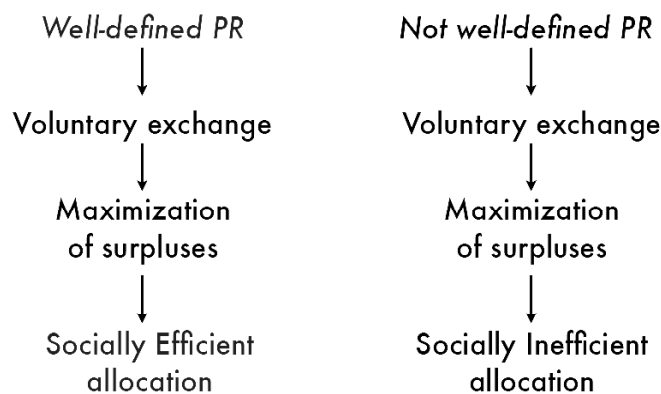 Well-defined PR
Voluntary exchange
Maximization
of surpluses
Socially Efficient
allocation
Not well-defined PR
Voluntary exchange
Maximization
of surpluses
Socially Inefficient
allocation